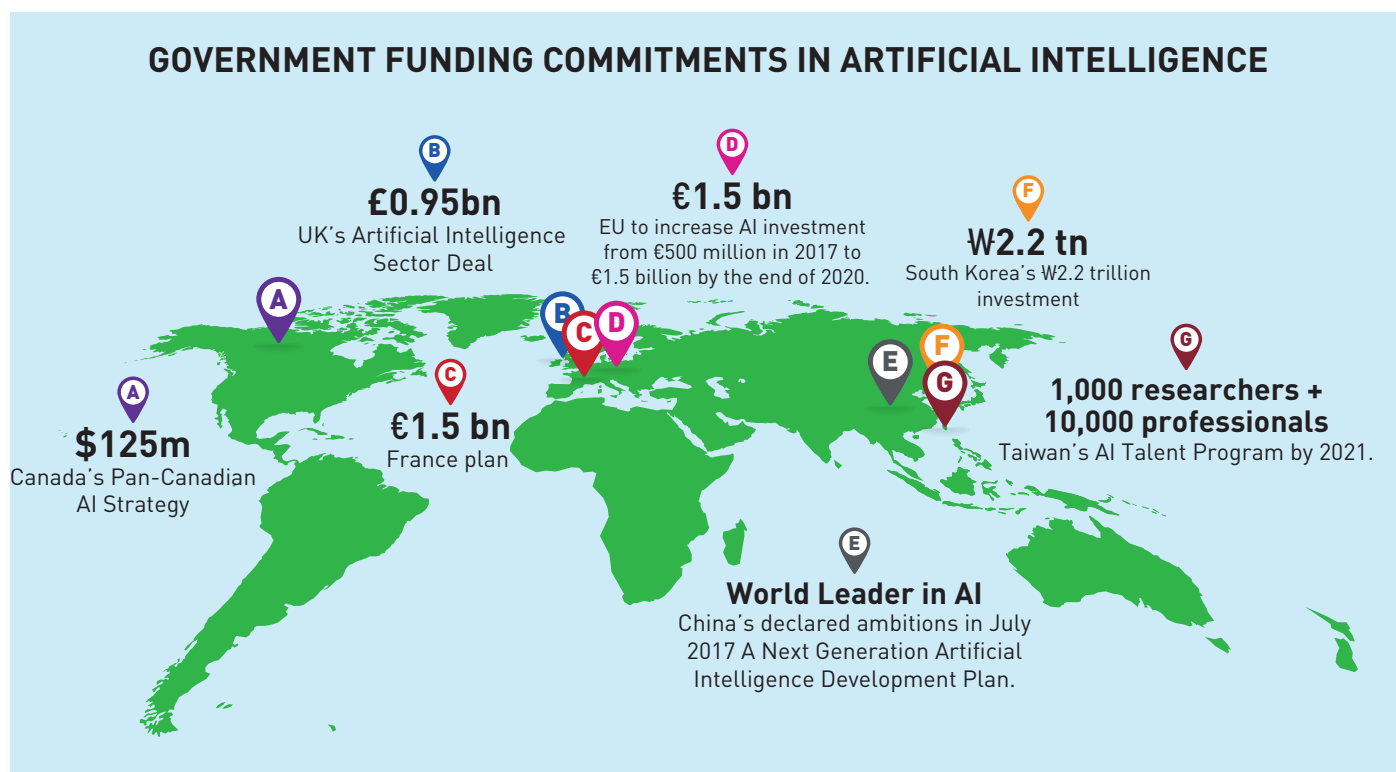 GOVERNMENT FUNDING COMMITMENTS IN ARTIFICIAL INTELLIGENCE
B
£0.95bn
UK's Artificial Intelligence
Sector Deal
D
€1.5 bn
EU to increase AI investment
from €500 million in 2017 to
€1.5 billion by the end of 2020.
F
₩2.2 tn
South Korea's ₩2.2 trillion
investment
A
B
C
D
E
F
G
G
1,000 researchers +
10,000 professionals
Taiwan's AI Talent Program by 2021.
A
$125m
Canada's Pan-Canadian
AI Strategy
C
€1.5 bn
France plan
E
World Leader in AI
China's declared ambitions in July
2017 A Next Generation Artificial
Intelligence Development Plan.